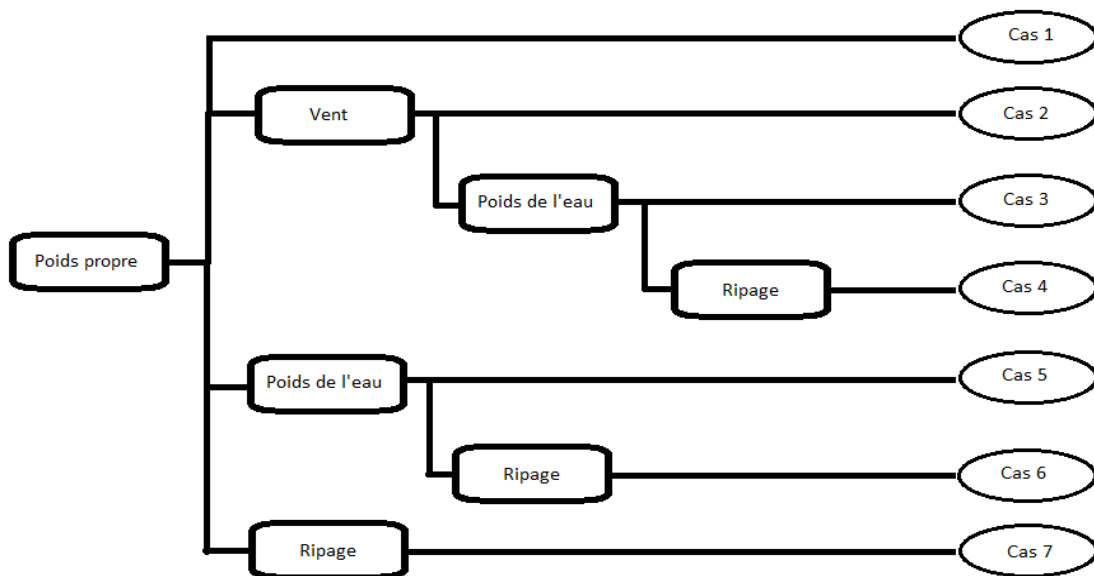 Cas 1
Vent
Cas 2
Poids de l'eau
Cas 3
Poids propre
Ripage
Cas 4
Poids de l'eau
Cas 5
Ripage
Cas 6
Ripage
Cas 7